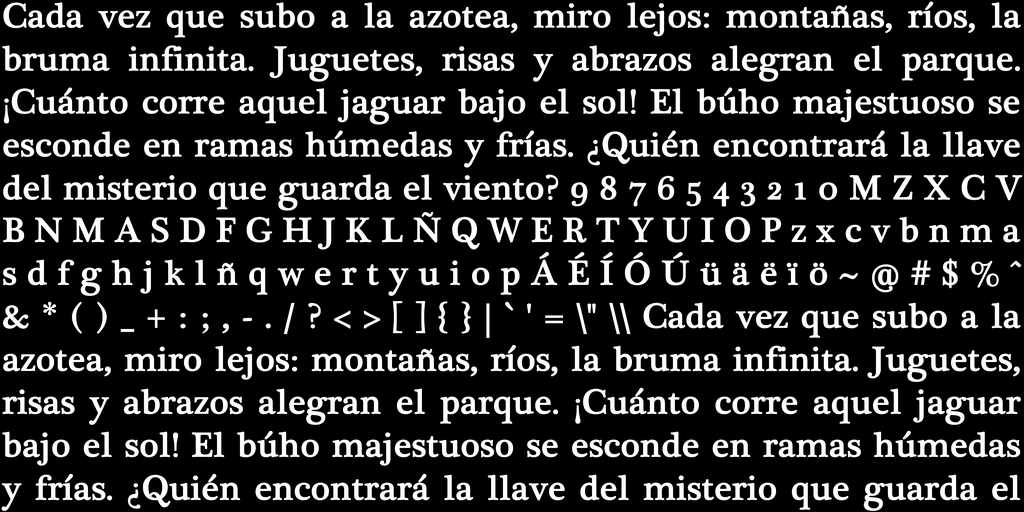 Cada vez que subo a la azotea, miro lejos: montañas, ríos, la
bruma infinita. Juguetes, risas y abrazos alegran el parque.
¡Cuánto corre aquel jaguar bajo el sol! El búho majestuoso se
esconde en ramas húmedas y frías. ¿Quién encontrará la llave
del misterio que guarda el viento? 9 8 7 6 5 4 3 2 1 0 M Z X C V
B N M A S D F G H J K L Ñ Q W E R T Y U I O P z x c v b n m a
s d f g h j k l ñ q w e r t y u i o p Á É Í Ó Ú ü ä ë ï ö ~ @ # $ % ^
& * ( ) _ + : ; , - . / ? < > [ ] { } | ` ' = \" \\ Cada vez que subo a la
azotea, miro lejos: montañas, ríos, la bruma infinita. Juguetes,
risas y abrazos alegran el parque. ¡Cuánto corre aquel jaguar
bajo el sol! El búho majestuoso se esconde en ramas húmedas
y frías. ¿Quién encontrará la llave del misterio que guarda el